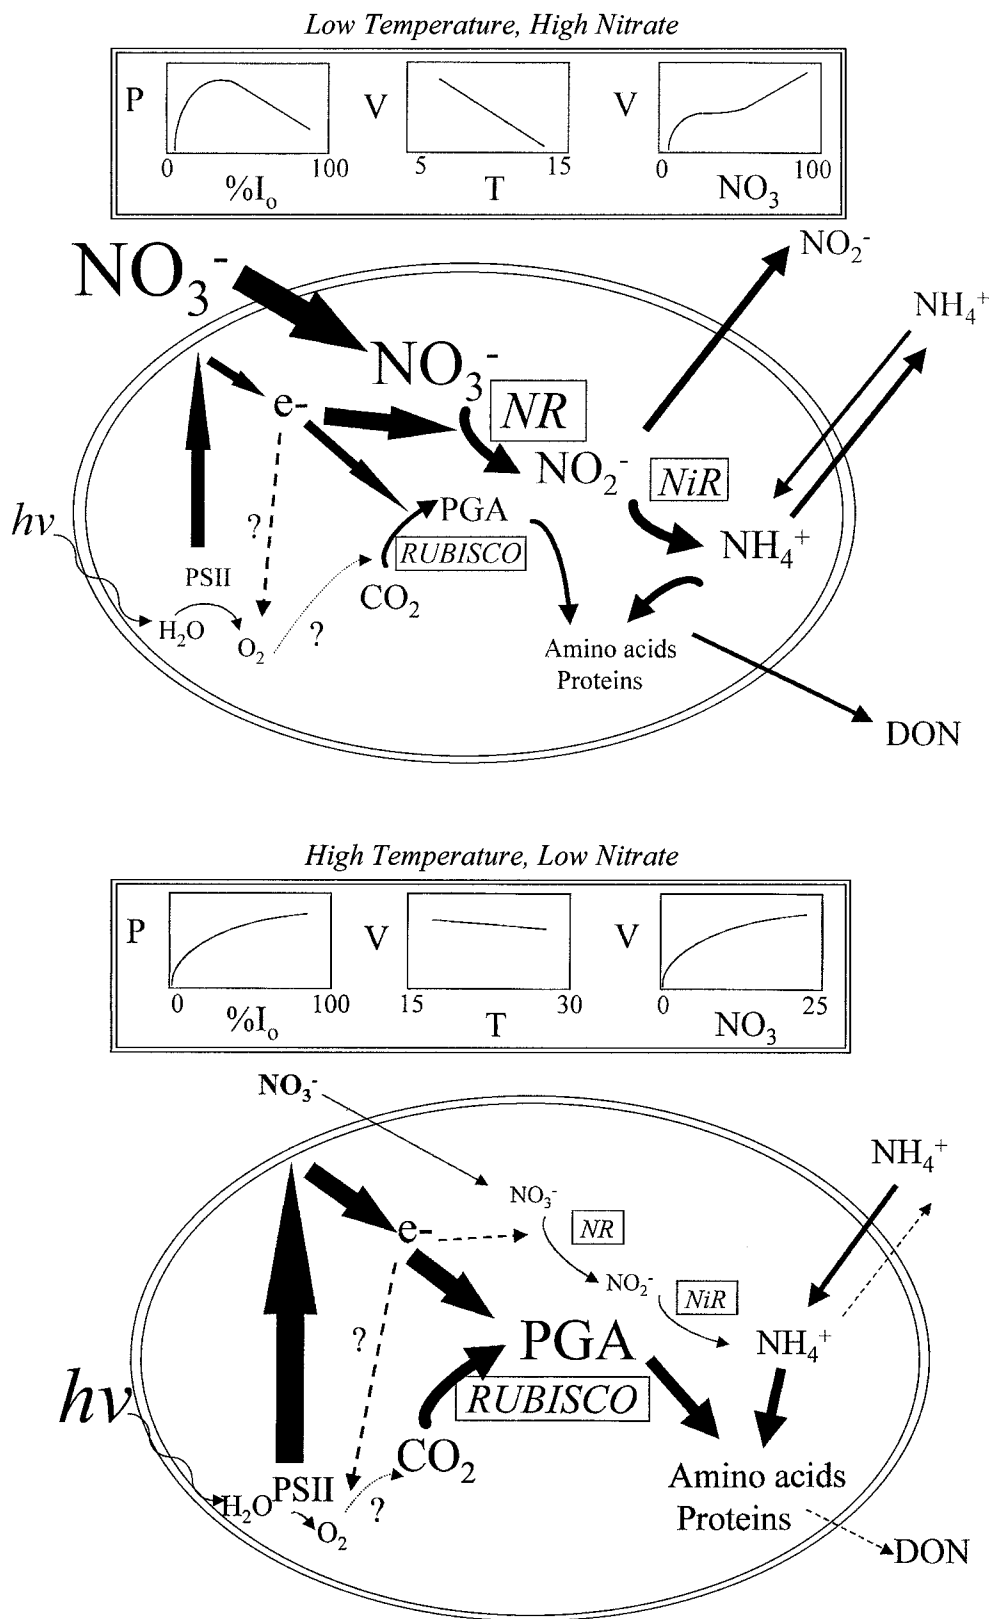 Low Temperature, High Nitrate
P
V
V
0 100
5 15
0 100
%Io
T
NO3
NO3-
NO2-
NH4+
NO3-
e-
NR
NO2-
NiR
hv
?
PGA
NH4+
PSII
RUBISCO
CO2
H2O
O2
?
Amino acids
Proteins
DON
High Temperature, Low Nitrate
P
V
V
0 100
15 30
0 25
%Io
T
NO3
NO3-
NH4+
NO3-
e-
NR
NO2-
NiR
?
PGA
NH4+
hv
RUBISCO
CO2
H2O
PSII
O2
?
Amino acids
Proteins
DON